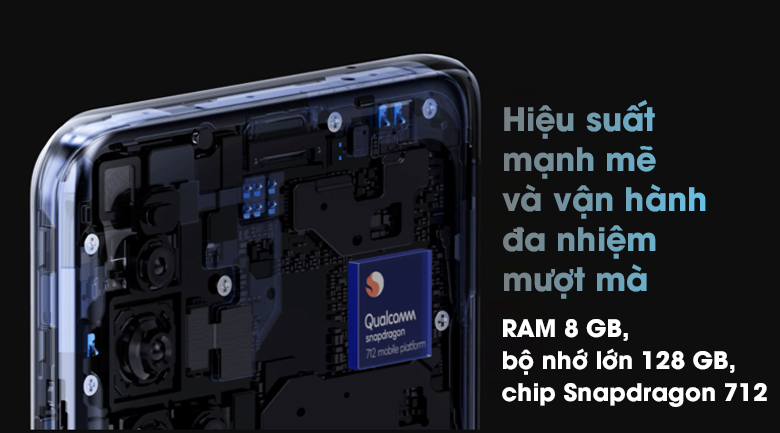 Hiệu suất
mạnh mẽ
và vận hành
đa nhiệm
mượt mà
RAM 8 GB,
bộ nhớ lớn 128 GB,
chip Snapdragon 712
Qualcomm
snapdragon
712 mobile platform